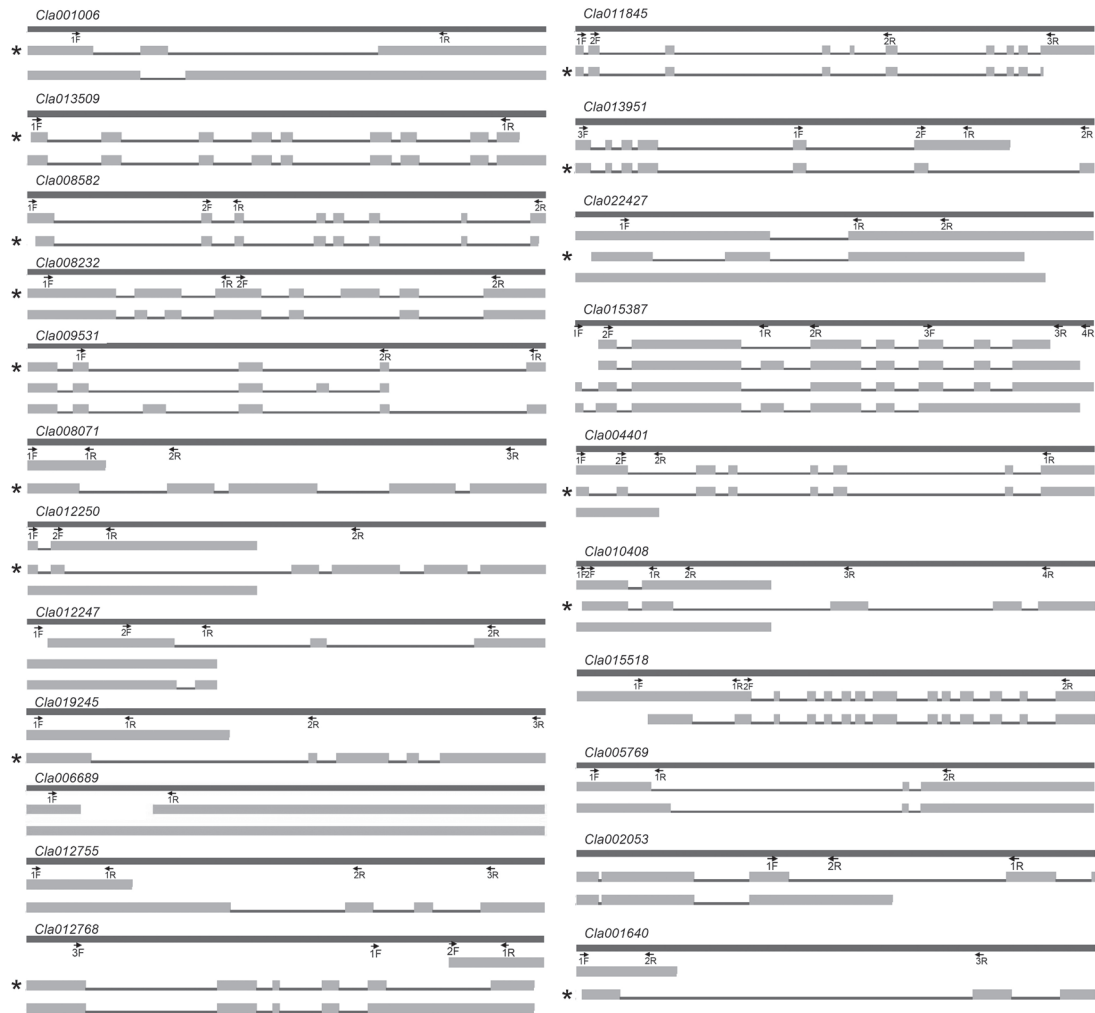 Cla001006
1F 1R
*
Cla013509
1F 1R
*
Cla008582
1F 2F 1R 2R
*
Cla008232
1F 1R 2F 2R
*
Cla009531
1F 2R 1R
*
Cla008071
1F 1R 2R 3R
*
Cla012250
1F 2F 1R 2R
*
Cla012247
1F 2F 1R 2R
Cla019245
1F 1R 2R 3R
*
Cla006689
1F 1R
Cla012755
1F 1R 2R 3R
Cla012768
3F 1F 2F 1R
*
Cla011845
1F 2F 2R 3R
*
Cla013951
3F 1F 2F 1R 2R
*
Cla022427
1F 1R 2R
*
Cla015387
1F 2F 1R 2R 3F 3R 4R
Cla004401
1F 2F 2R 1R
*
Cla010408
1F 2F 1R 2R 3R 4R
*
Cla015518
1F 1R 2F 2R
Cla005769
1F 1R 2R
Cla002053
1F 2R 1R
Cla001640
1F 2R 3R
*